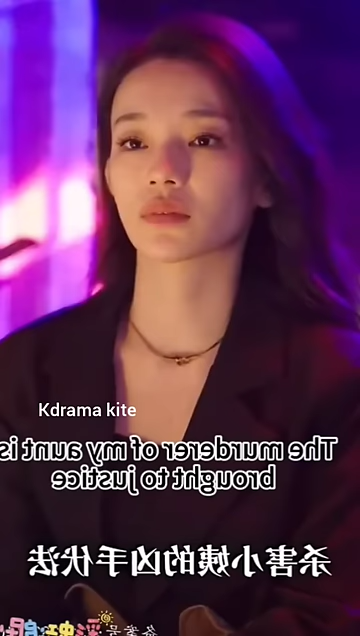 Kdrama kite
The murderer of my aunt is
brought to justice
杀害小姨的凶手伏法